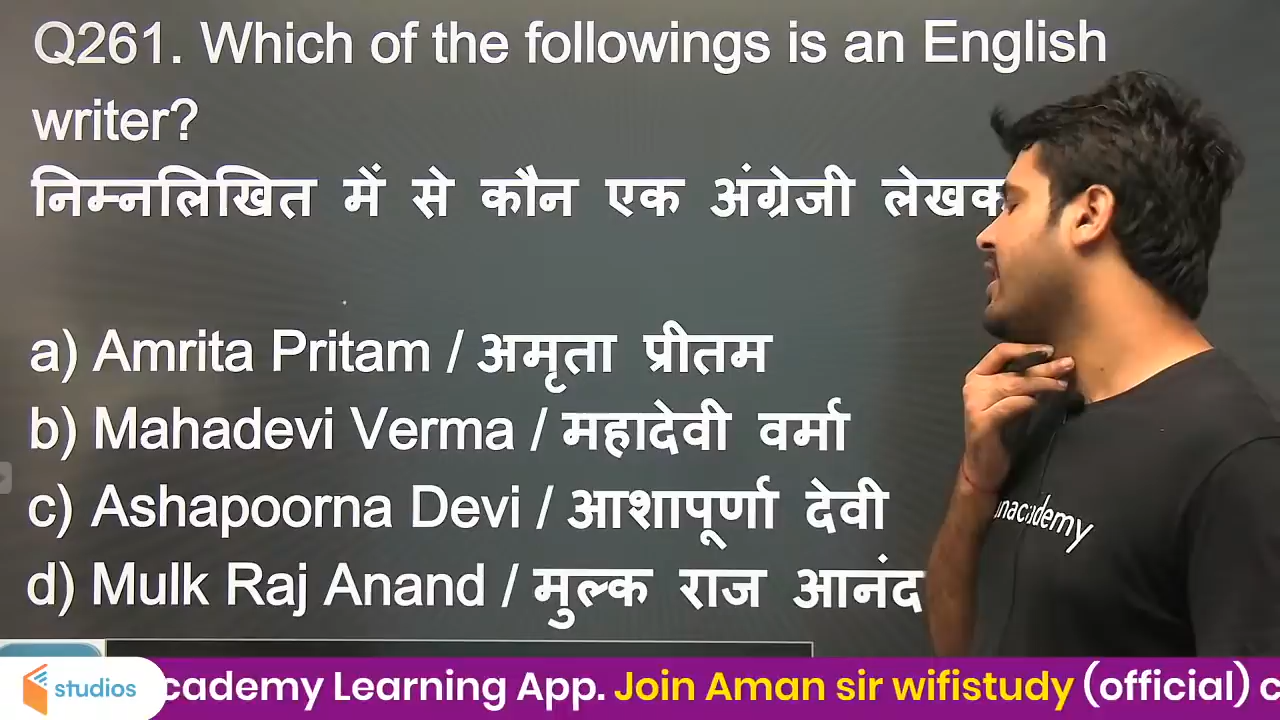 Q261. Which of the followings is an English
writer?
निम्नलिखित में से कौन एक अंग्रेजी लेखक
a) Amrita Pritam / अमृता प्रीतम
b) Mahadevi Verma / महादेवी वर्मा
c) Ashapoorna Devi / आशापूर्णा देवी
d) Mulk Raj Anand / मुल्क राज आनंद
nacademy
studios
cademy Learning App. Join Aman sir wifistudy (official) c